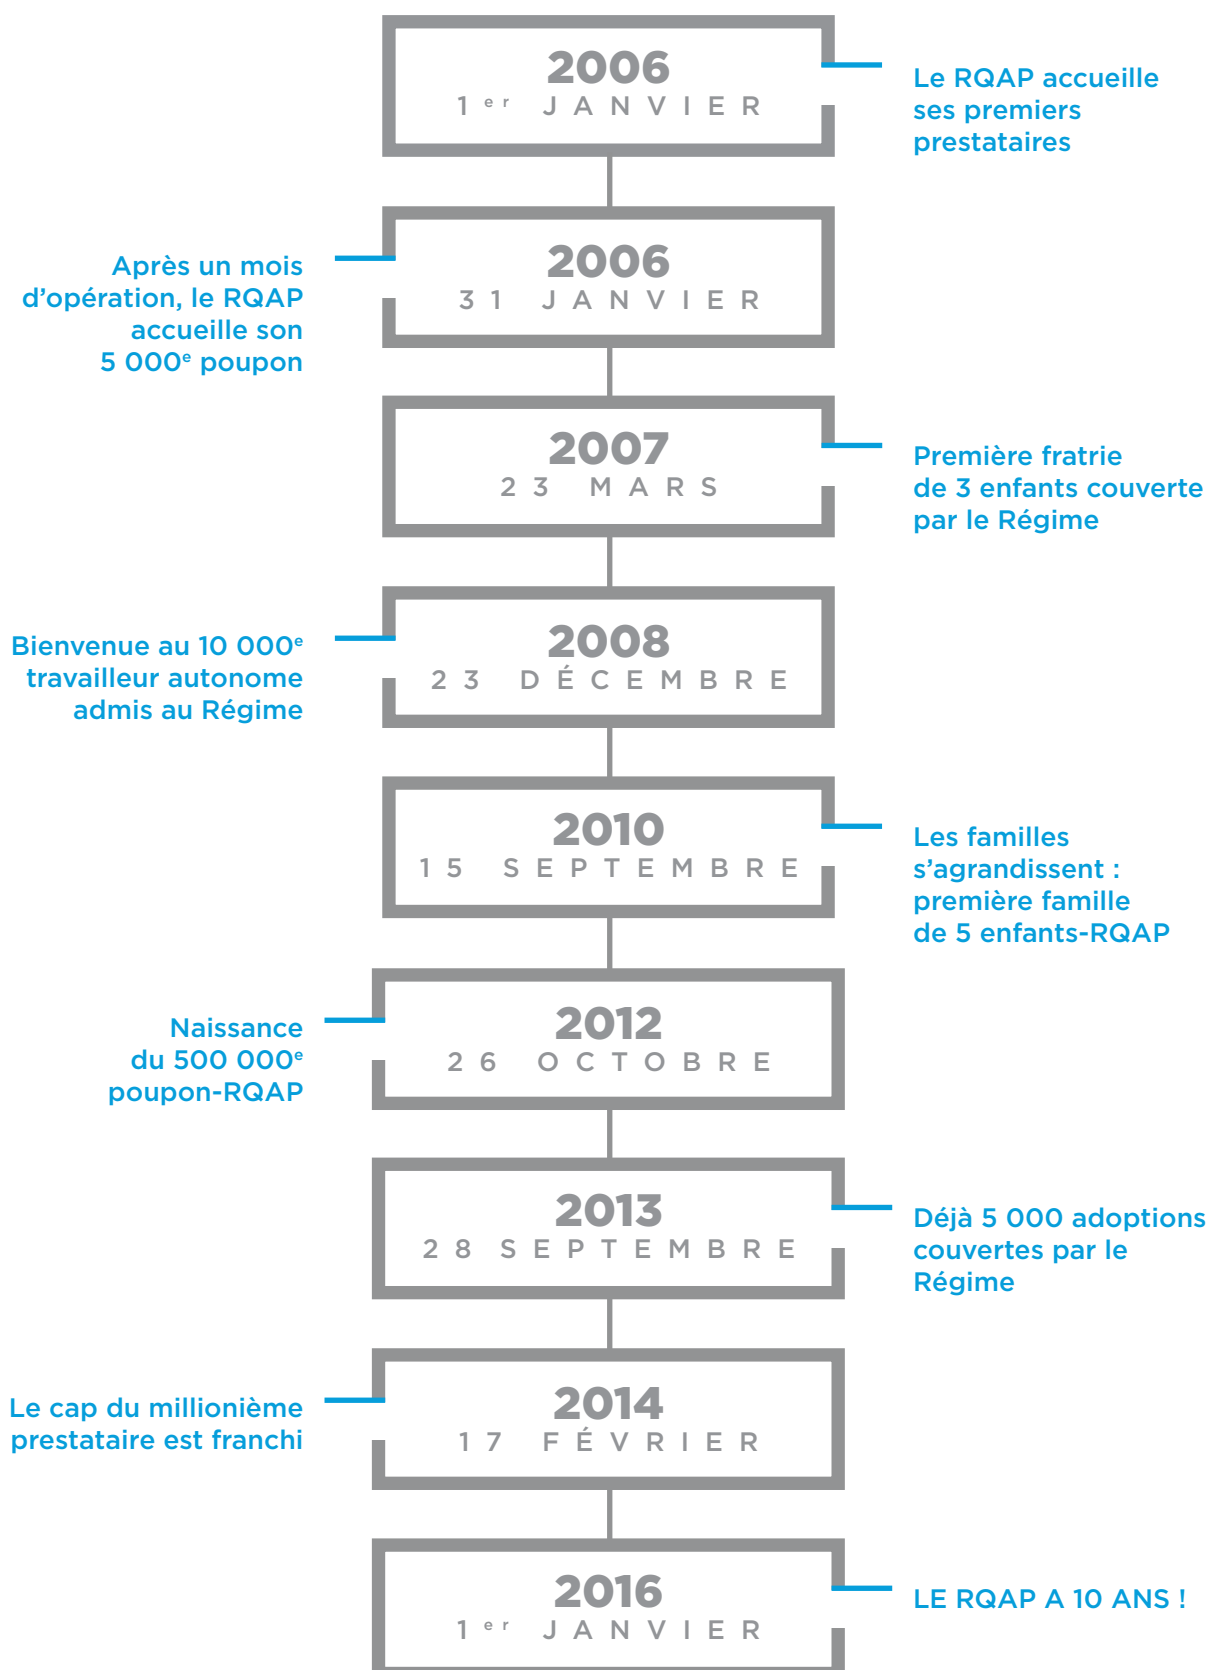 2006
1er JANVIER
Le RQAP accueille
ses premiers
prestataires
2006
31 JANVIER
Après un mois
d’opération, le RQAP
accueille son
5 000e poupon
2007
23 MARS
Première fratrie
de 3 enfants couverte
par le Régime
2008
23 DÉCEMBRE
Bienvenue au 10 000e
travailleur autonome
admis au Régime
2010
15 SEPTEMBRE
Les familles
s’agrandissent :
première famille
de 5 enfants-RQAP
2012
26 OCTOBRE
Naissance
du 500 000e
poupon-RQAP
2013
28 SEPTEMBRE
Déjà 5 000 adoptions
couvertes par le
Régime
2014
17 FÉVRIER
Le cap du millionième
prestataire est franchi
2016
1er JANVIER
LE RQAP A 10 ANS !